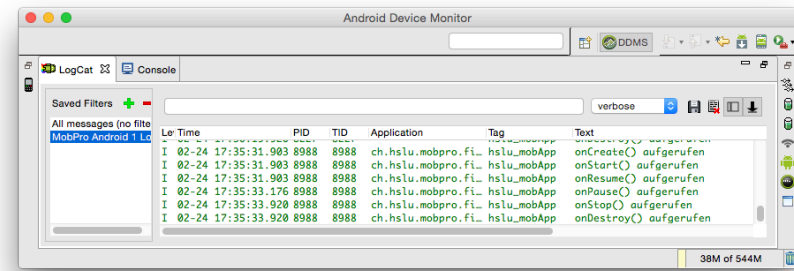 Android Device Monitor
DDMS
LogCat Console
Saved Filters
verbose
All messages (no filte
MobPro Android 1 Lo
Le Time PID TID Application Tag Text
I 02-24 17:35:31.903 8988 8988 ch.hslu.mobpro.fi… hslu_mobApp onCreate() aufgerufen
I 02-24 17:35:31.903 8988 8988 ch.hslu.mobpro.fi… hslu_mobApp onStart() aufgerufen
I 02-24 17:35:31.903 8988 8988 ch.hslu.mobpro.fi… hslu_mobApp onResume() aufgerufen
I 02-24 17:35:33.176 8988 8988 ch.hslu.mobpro.fi… hslu_mobApp onPause() aufgerufen
I 02-24 17:35:33.920 8988 8988 ch.hslu.mobpro.fi… hslu_mobApp onStop() aufgerufen
I 02-24 17:35:33.920 8988 8988 ch.hslu.mobpro.fi… hslu_mobApp onDestroy() aufgerufen
38M of 544M